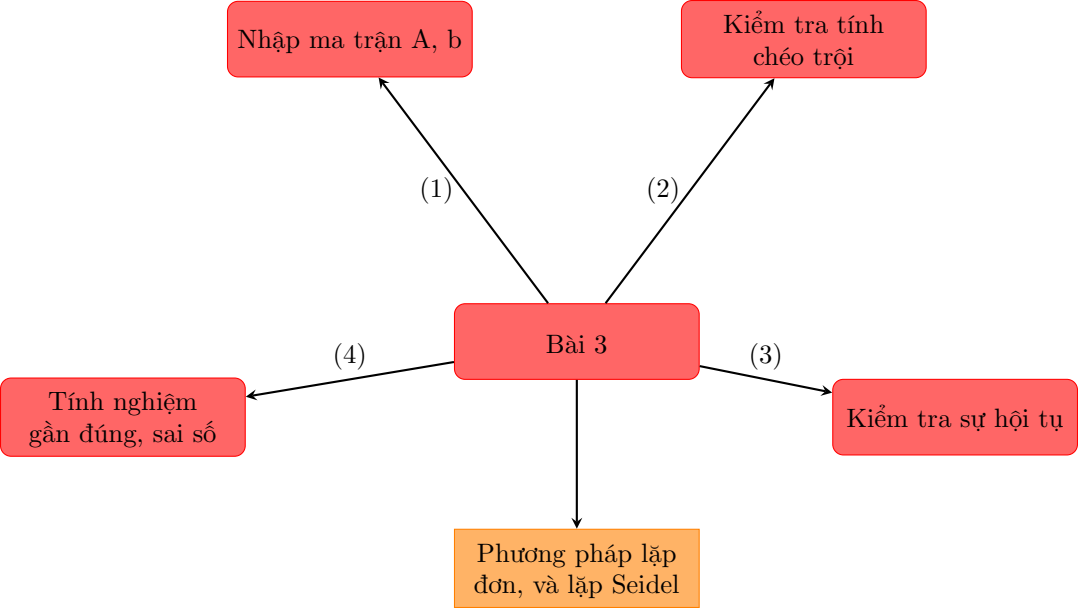 Nhập ma trận A, b
Kiểm tra tính
chéo trội
(1)
(2)
Bài 3
(4)
(3)
Tính nghiệm
gần đúng, sai số
Kiểm tra sự hội tụ
Phương pháp lặp
đơn, và lặp Seidel